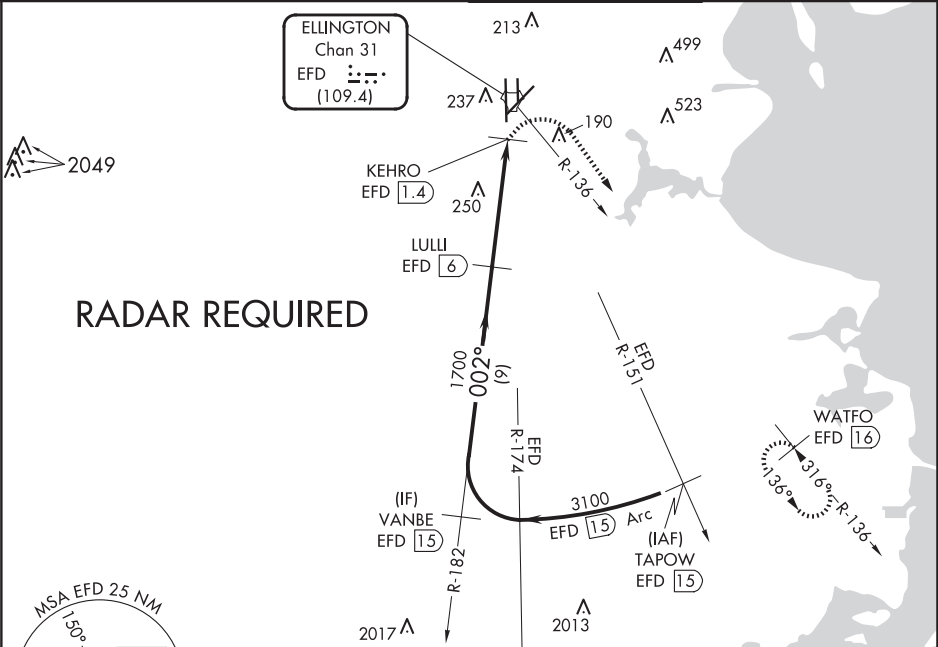 ELLINGTON
Chan 31
EFD
(109.4)
213
499
237
523
190
2049
KEHRO
EFD 1.4
R-136
250
LULLI
EFD 6
RADAR REQUIRED
1700
002°
(9)
EFD
R-151
EFD
R-174
WATFO
EFD 16
316°
136°
R-136
(IF)
VANBE
EFD 15
3100
EFD 15 Arc
(IAF)
TAPOW
EFD 15
R-182
MSA EFD 25 NM
150°
2017
2013